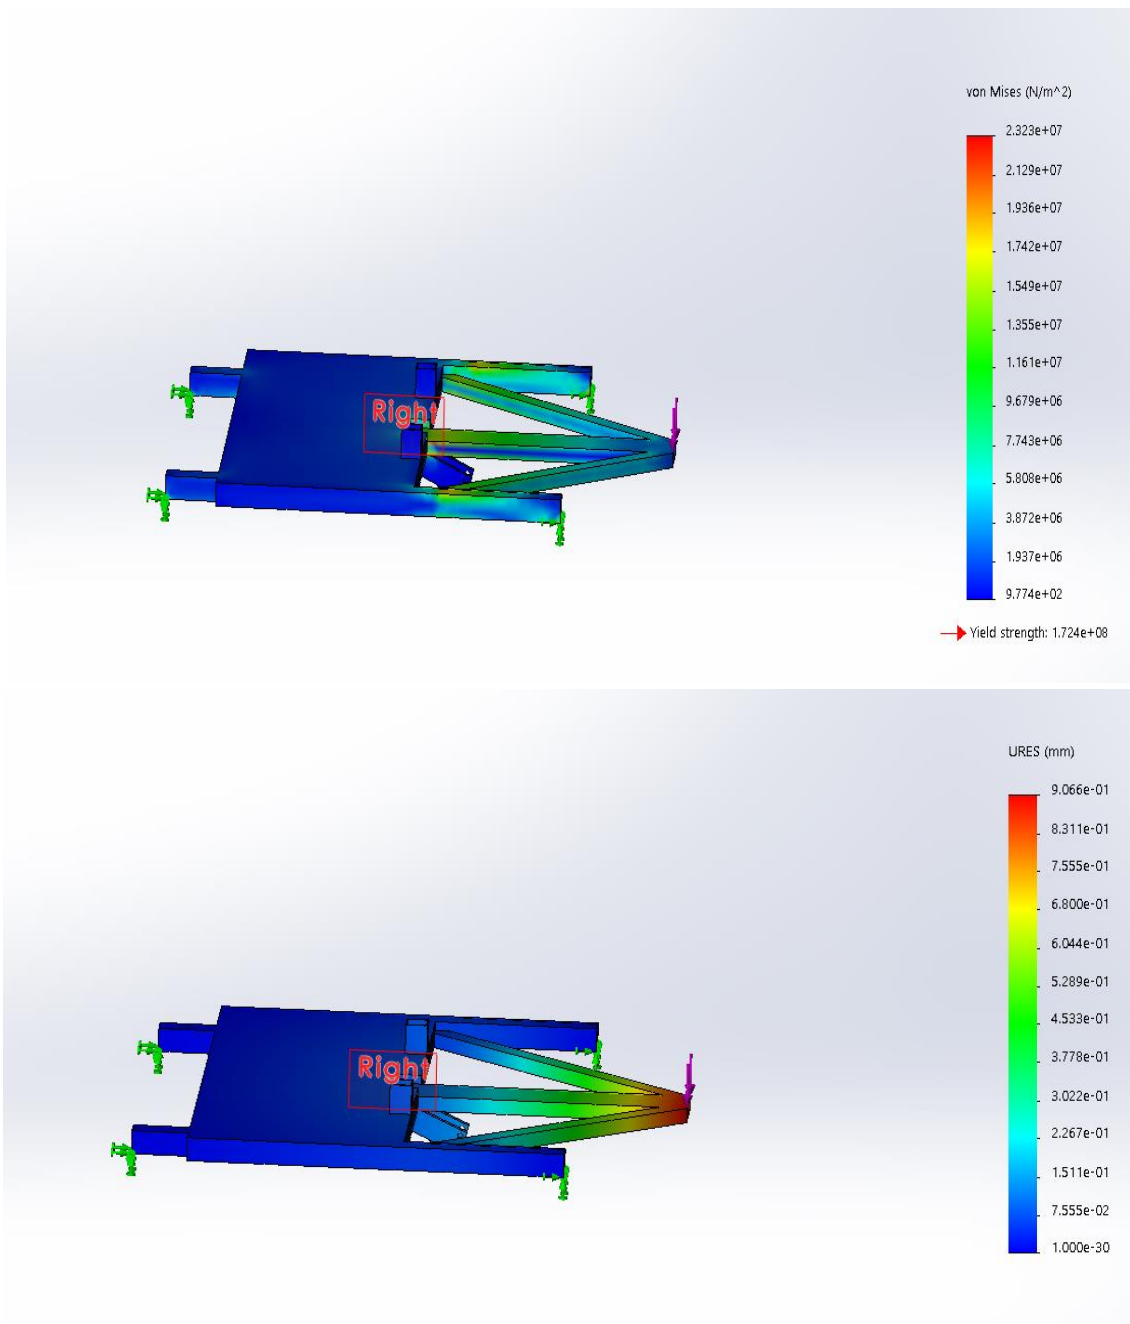 von Mises (N/m^2)
2.323e+07
2.129e+07
1.936e+07
1.742e+07
1.549e+07
1.355e+07
1.161e+07
9.679e+06
7.743e+06
5.808e+06
3.872e+06
1.937e+06
9.774e+02
Yield strength: 1.724e+08
Right
URES (mm)
9.066e-01
8.311e-01
7.555e-01
6.800e-01
6.044e-01
5.289e-01
4.533e-01
3.778e-01
3.022e-01
2.267e-01
1.511e-01
7.555e-02
1.000e-30
Right